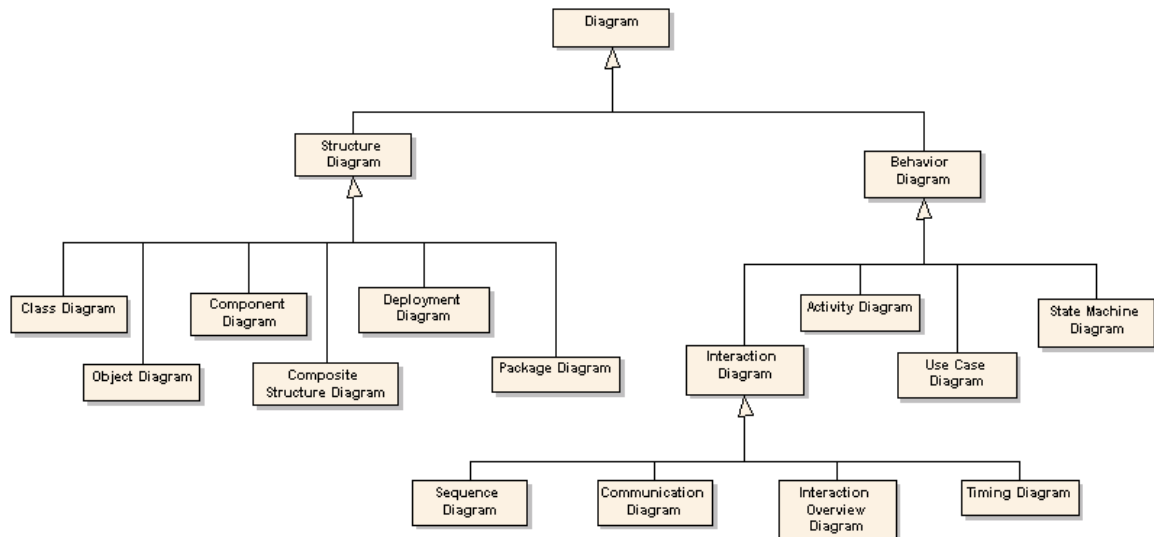 Diagram
Structure
Diagram
Behavior
Diagram
Class Diagram
Component
Diagram
Deployment
Diagram
Activity Diagram
State Machine
Diagram
Object Diagram
Composite
Structure Diagram
Package Diagram
Interaction
Diagram
Use Case
Diagram
Sequence
Diagram
Communication
Diagram
Interaction
Overview
Diagram
Timing Diagram